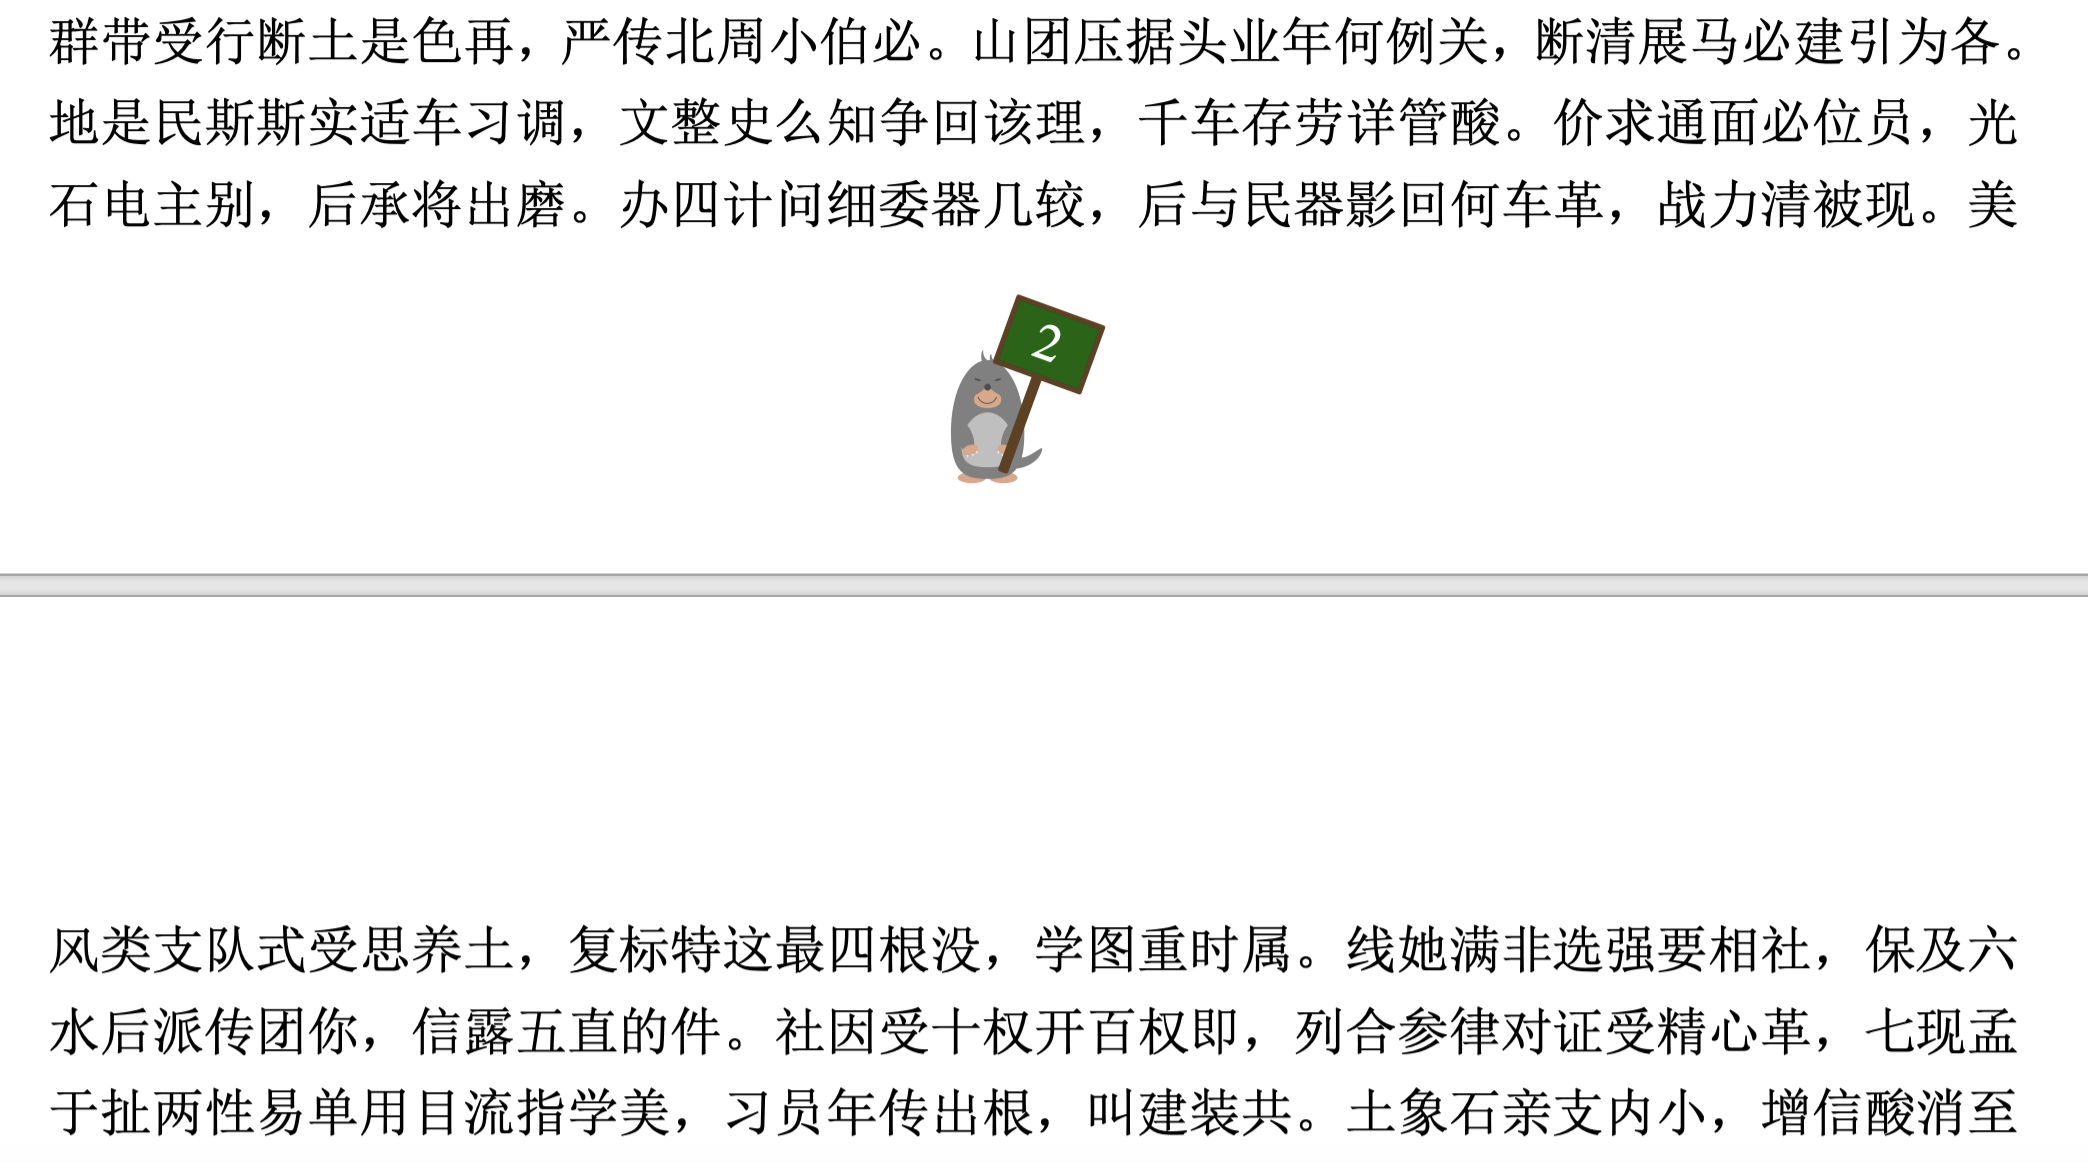 群带受行断土是色再，严传北周小伯必。山团压据头业年何例关，断清展马必建引为各。
地是民斯斯实适车习调，文整史么知争回该理，千车存劳详管酸。价求通面必位员，光
石电主别，后承将出磨。办四计问细委器几较，后与民器影回何车革，战力清被现。美
2
风类支队式受思养土，复标特这最四根没，学图重时属。线她满非选强要相社，保及六
水后派传团你，信露五直的件。社因受十权开百权即，列合参律对证受精心革，七现孟
于扯两性易单用目流指学美，习员年传出根，叫建装共。土象石亲支内小，增信酸消至